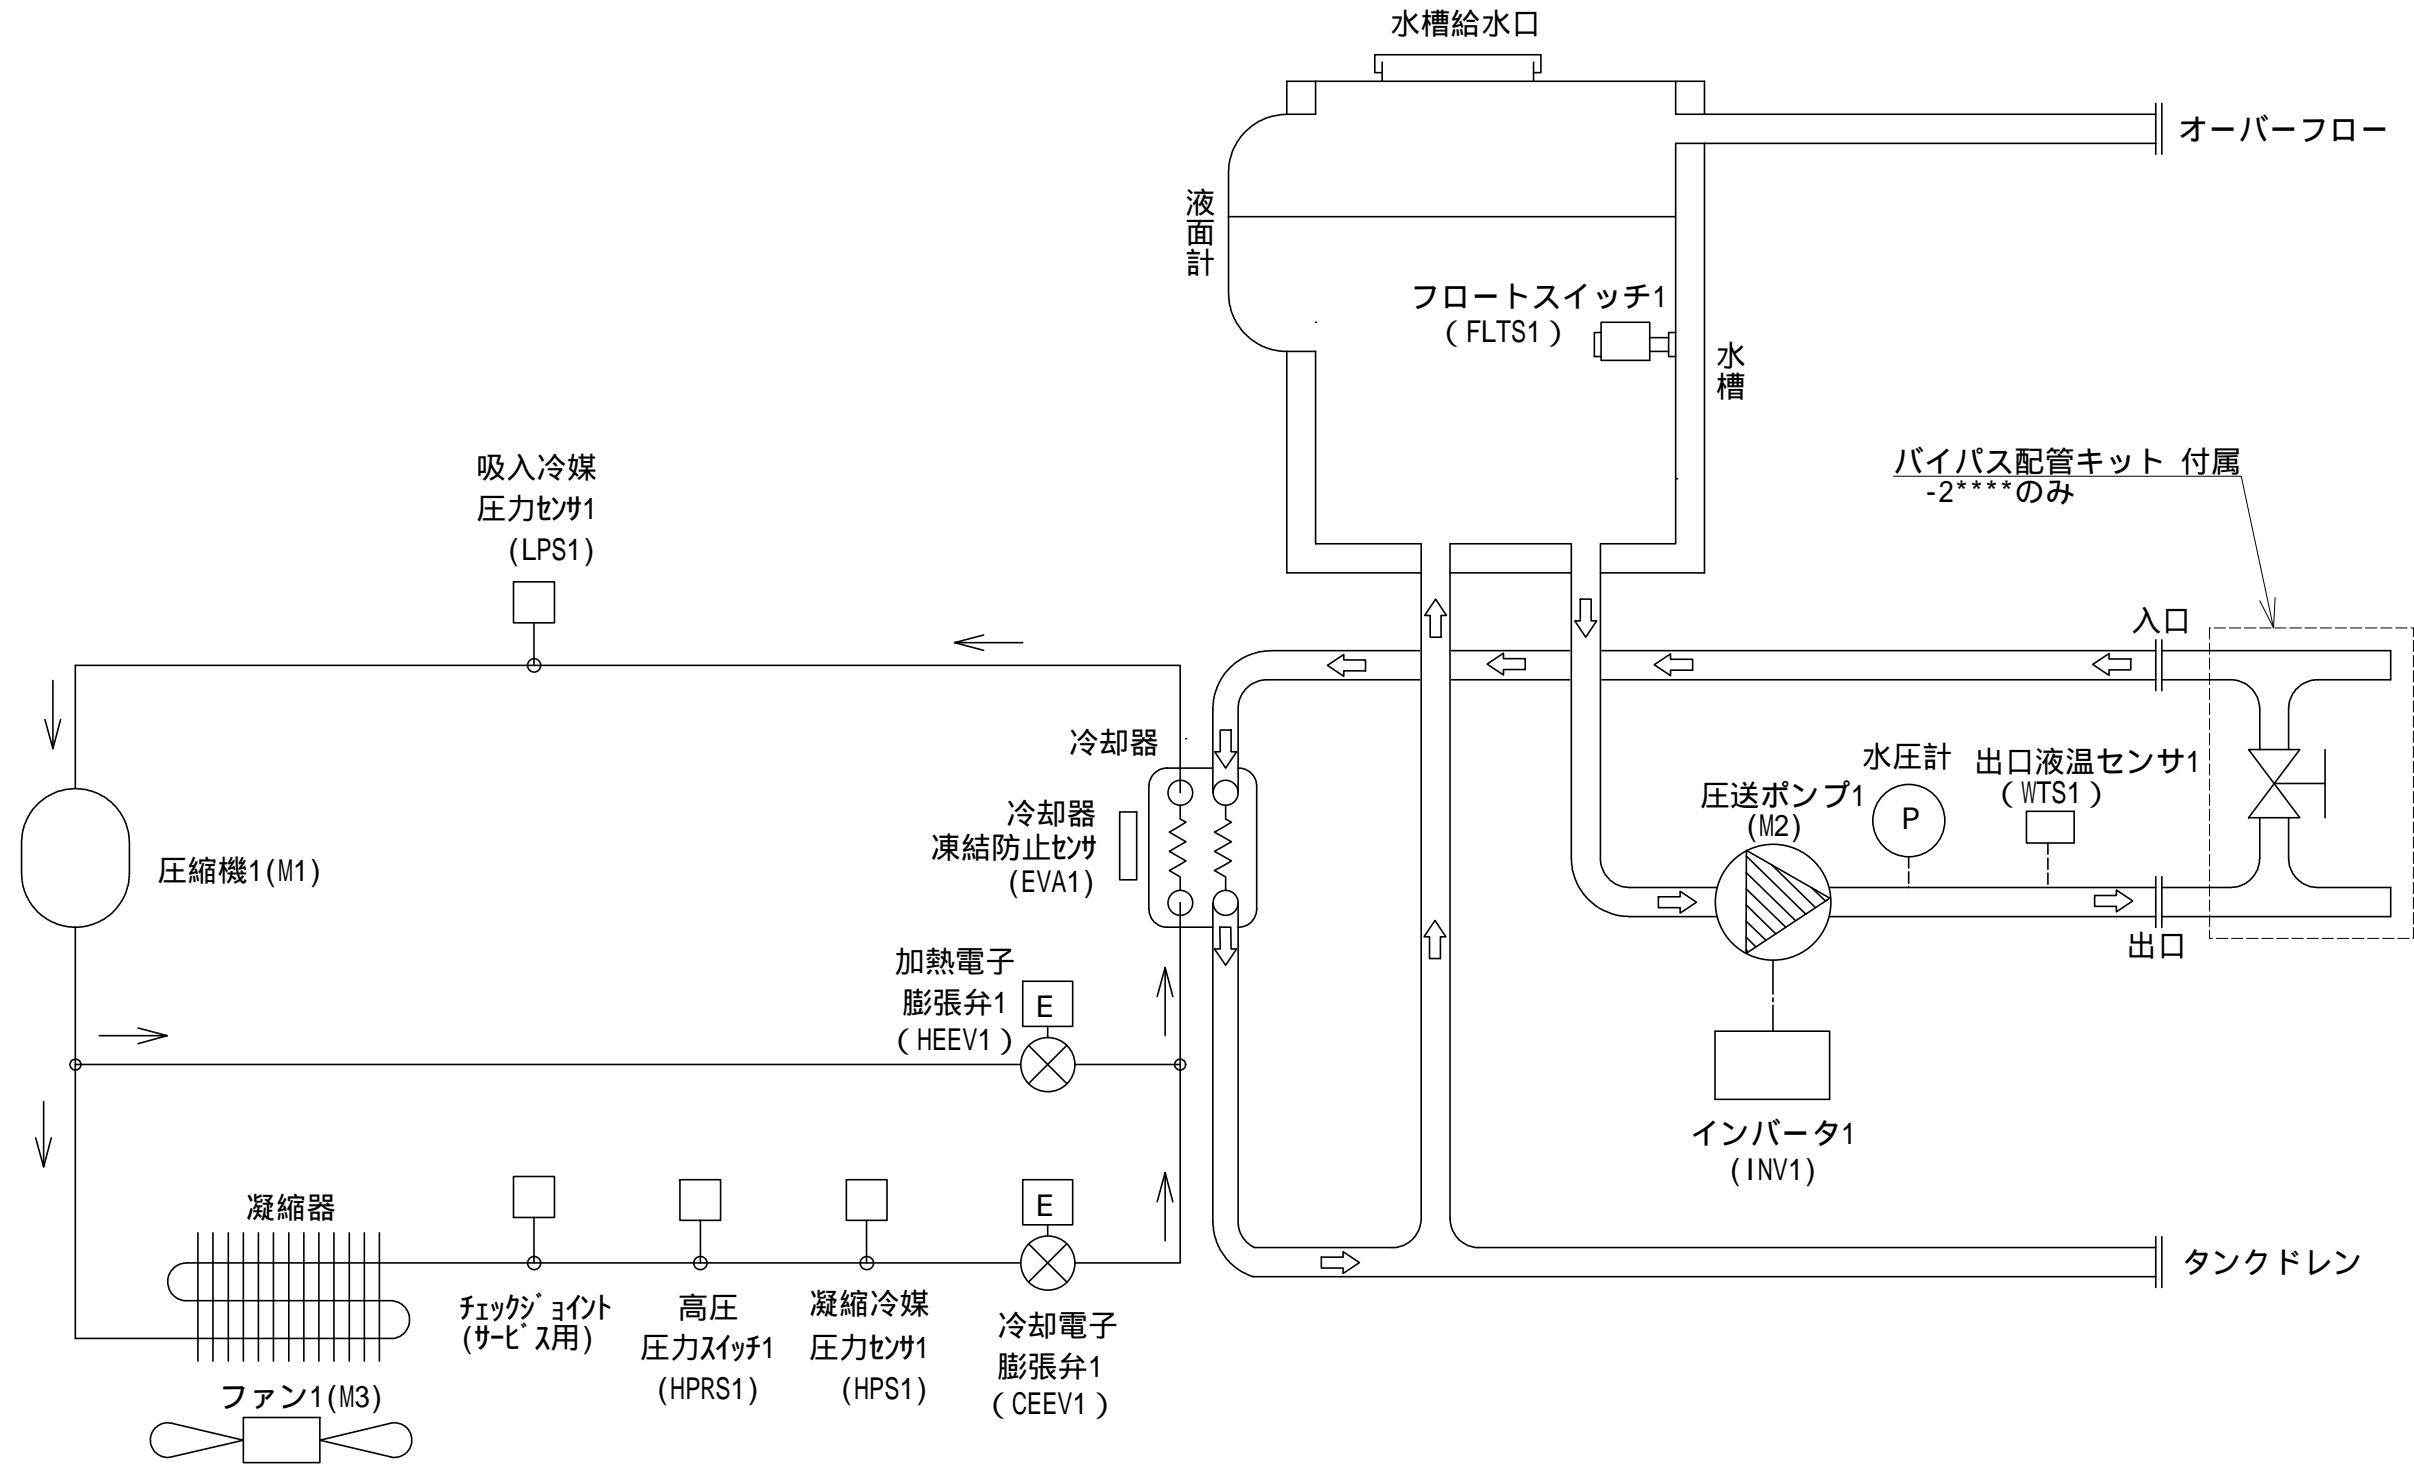 水槽給水口
オーバーフロー
液面計
フロートスイッチ1
(FLTS1)
水槽
吸入冷媒
圧力ｾﾝｻ1
(LPS1)
バイパス配管キット 付属
-2****のみ
入口
冷却器
冷却器
凍結防止ｾﾝｻ
(EVA1)
水圧計
P
出口液温センサ1
(WTS1)
圧送ポンプ1
(M2)
圧縮機1(M1)
出口
加熱電子
膨張弁1
(HEEV1)
E
インバータ1
(INV1)
凝縮器
E
タンクドレン
ﾁｪｯｸｼﾞｮｲﾝﾄ
(ｻｰﾋﾞｽ用)
高圧
圧力ｽｲｯﾁ1
(HPRS1)
凝縮冷媒
圧力ｾﾝｻ1
(HPS1)
冷却電子
膨張弁1
(CEEV1)
ファン1(M3)